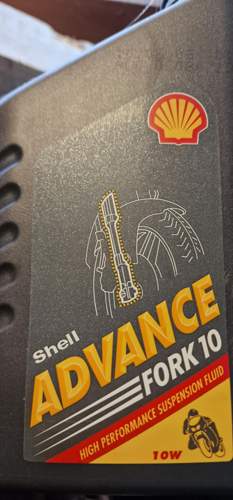 Shell
ADVANCE
FORK 10
HIGH PERFORMANCE SUSPENSION FLUID
10W